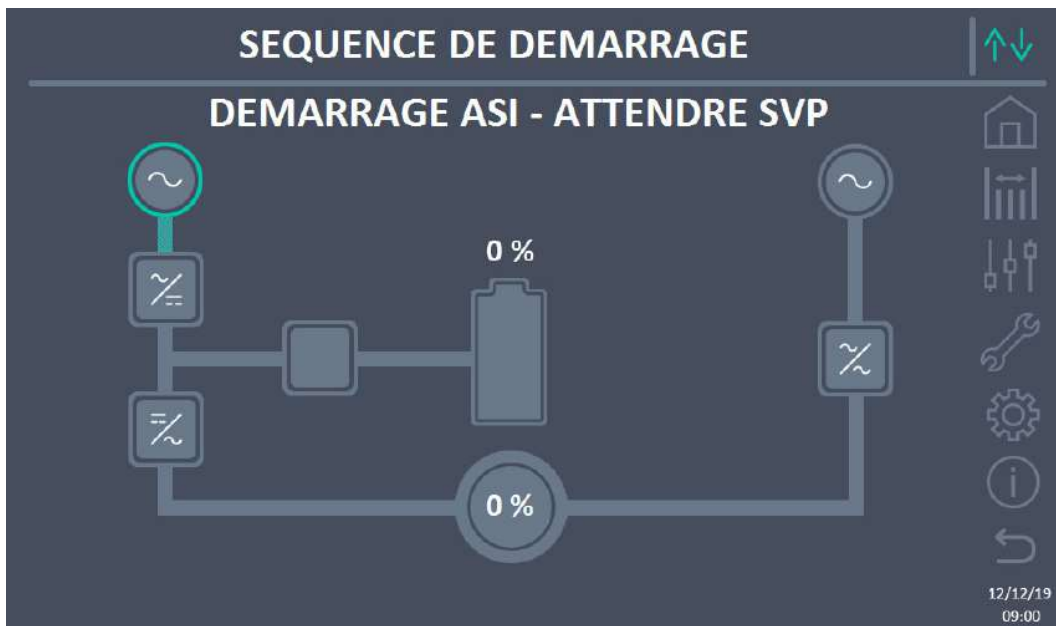 SEQUENCE DE DEMARRAGE
DEMARRAGE ASI - ATTENDRE SVP
0 %
0 %
12/12/19
09:00